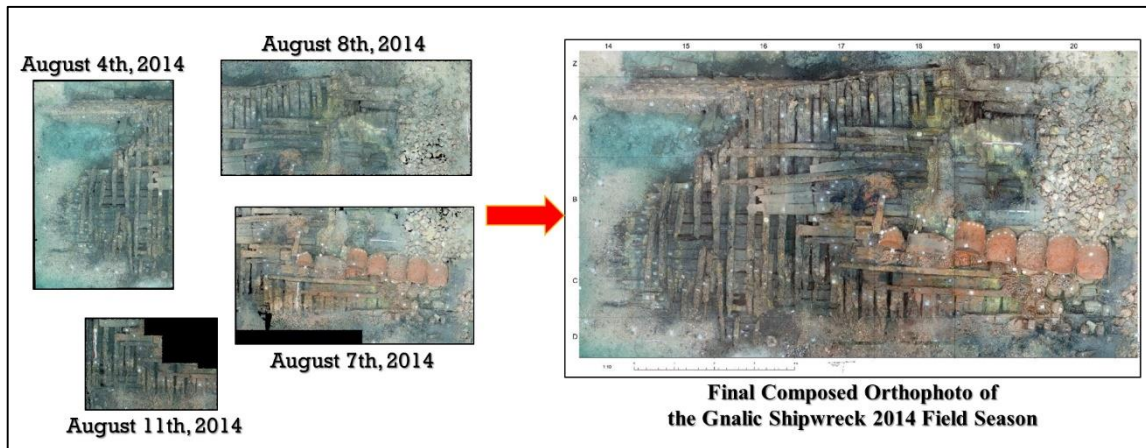 August 4th, 2014
August 8th, 2014
August 7th, 2014
August 11th, 2014
14 15 16 17 18 19 20
Z
A
B
C
D
Final Composed Orthophoto of
the Gnalic Shipwreck 2014 Field Season